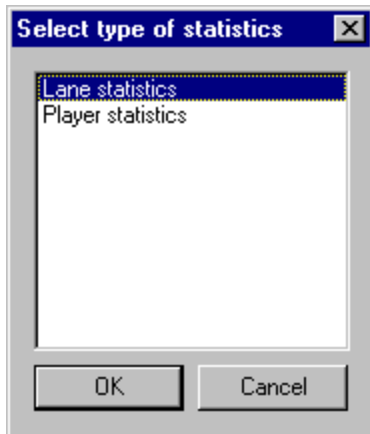 Select type of statistics
Lane statistics
Player statistics
OK
Cancel